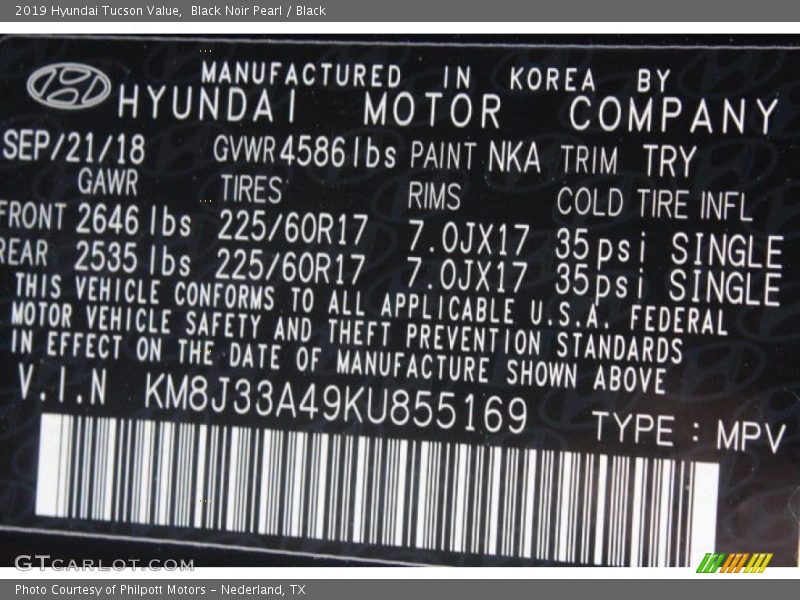 2019 Hyundai Tucson Value, Black Noir Pearl / Black
MANUFACTURED IN KOREA BY
HYUNDAI MOTOR COMPANY
SEP/21/18 GVWR 4586 lbs PAINT NKA TRIM TRY
GAWR TIRES RIMS COLD TIRE INFL
FRONT 2646 lbs 225/60R17 7.0JX17 35psi SINGLE
REAR 2535 lbs 225/60R17 7.0JX17 35psi SINGLE
THIS VEHICLE CONFORMS TO ALL APPLICABLE U.S.A. FEDERAL
MOTOR VEHICLE SAFETY AND THEFT PREVENTION STANDARDS
IN EFFECT ON THE DATE OF MANUFACTURE SHOWN ABOVE
V.I.N KM8J33A49KU855169 TYPE : MPV
GTCARLOT.COM
Photo Courtesy of Philpott Motors - Nederland, TX